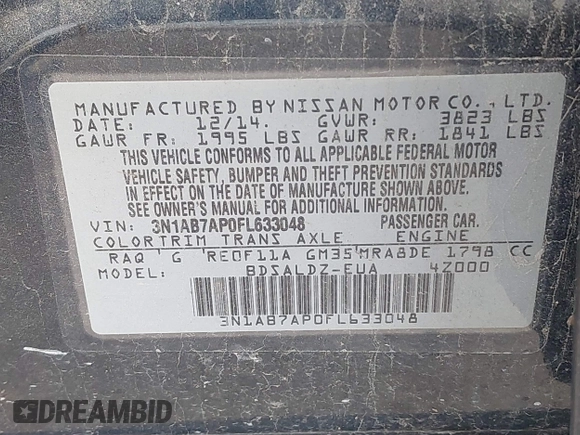 MANUFACTURED BY NISSAN MOTOR CO., LTD.
DATE: 12/14. GVWR: 3823 LBS
GAWR FR: 1995 LBS GAWR RR: 1841 LBS
THIS VEHICLE CONFORMS TO ALL APPLICABLE FEDERAL MOTOR
VEHICLE SAFETY, BUMPER AND THEFT PREVENTION STANDARDS
IN EFFECT ON THE DATE OF MANUFACTURE SHOWN ABOVE.
SEE OWNER'S MANUAL FOR ADDITIONAL INFORMATION.
VIN: 3N1AB7AP0FL633048 PASSENGER CAR.
COLOR TRIM TRANS AXLE ENGINE
RAQ G RE0F11A GM35 MRA8DE 1798 CC
MODEL: BDSALDZ-EUA 4Z000
3N1AB7AP0FL633048
DREAMBID